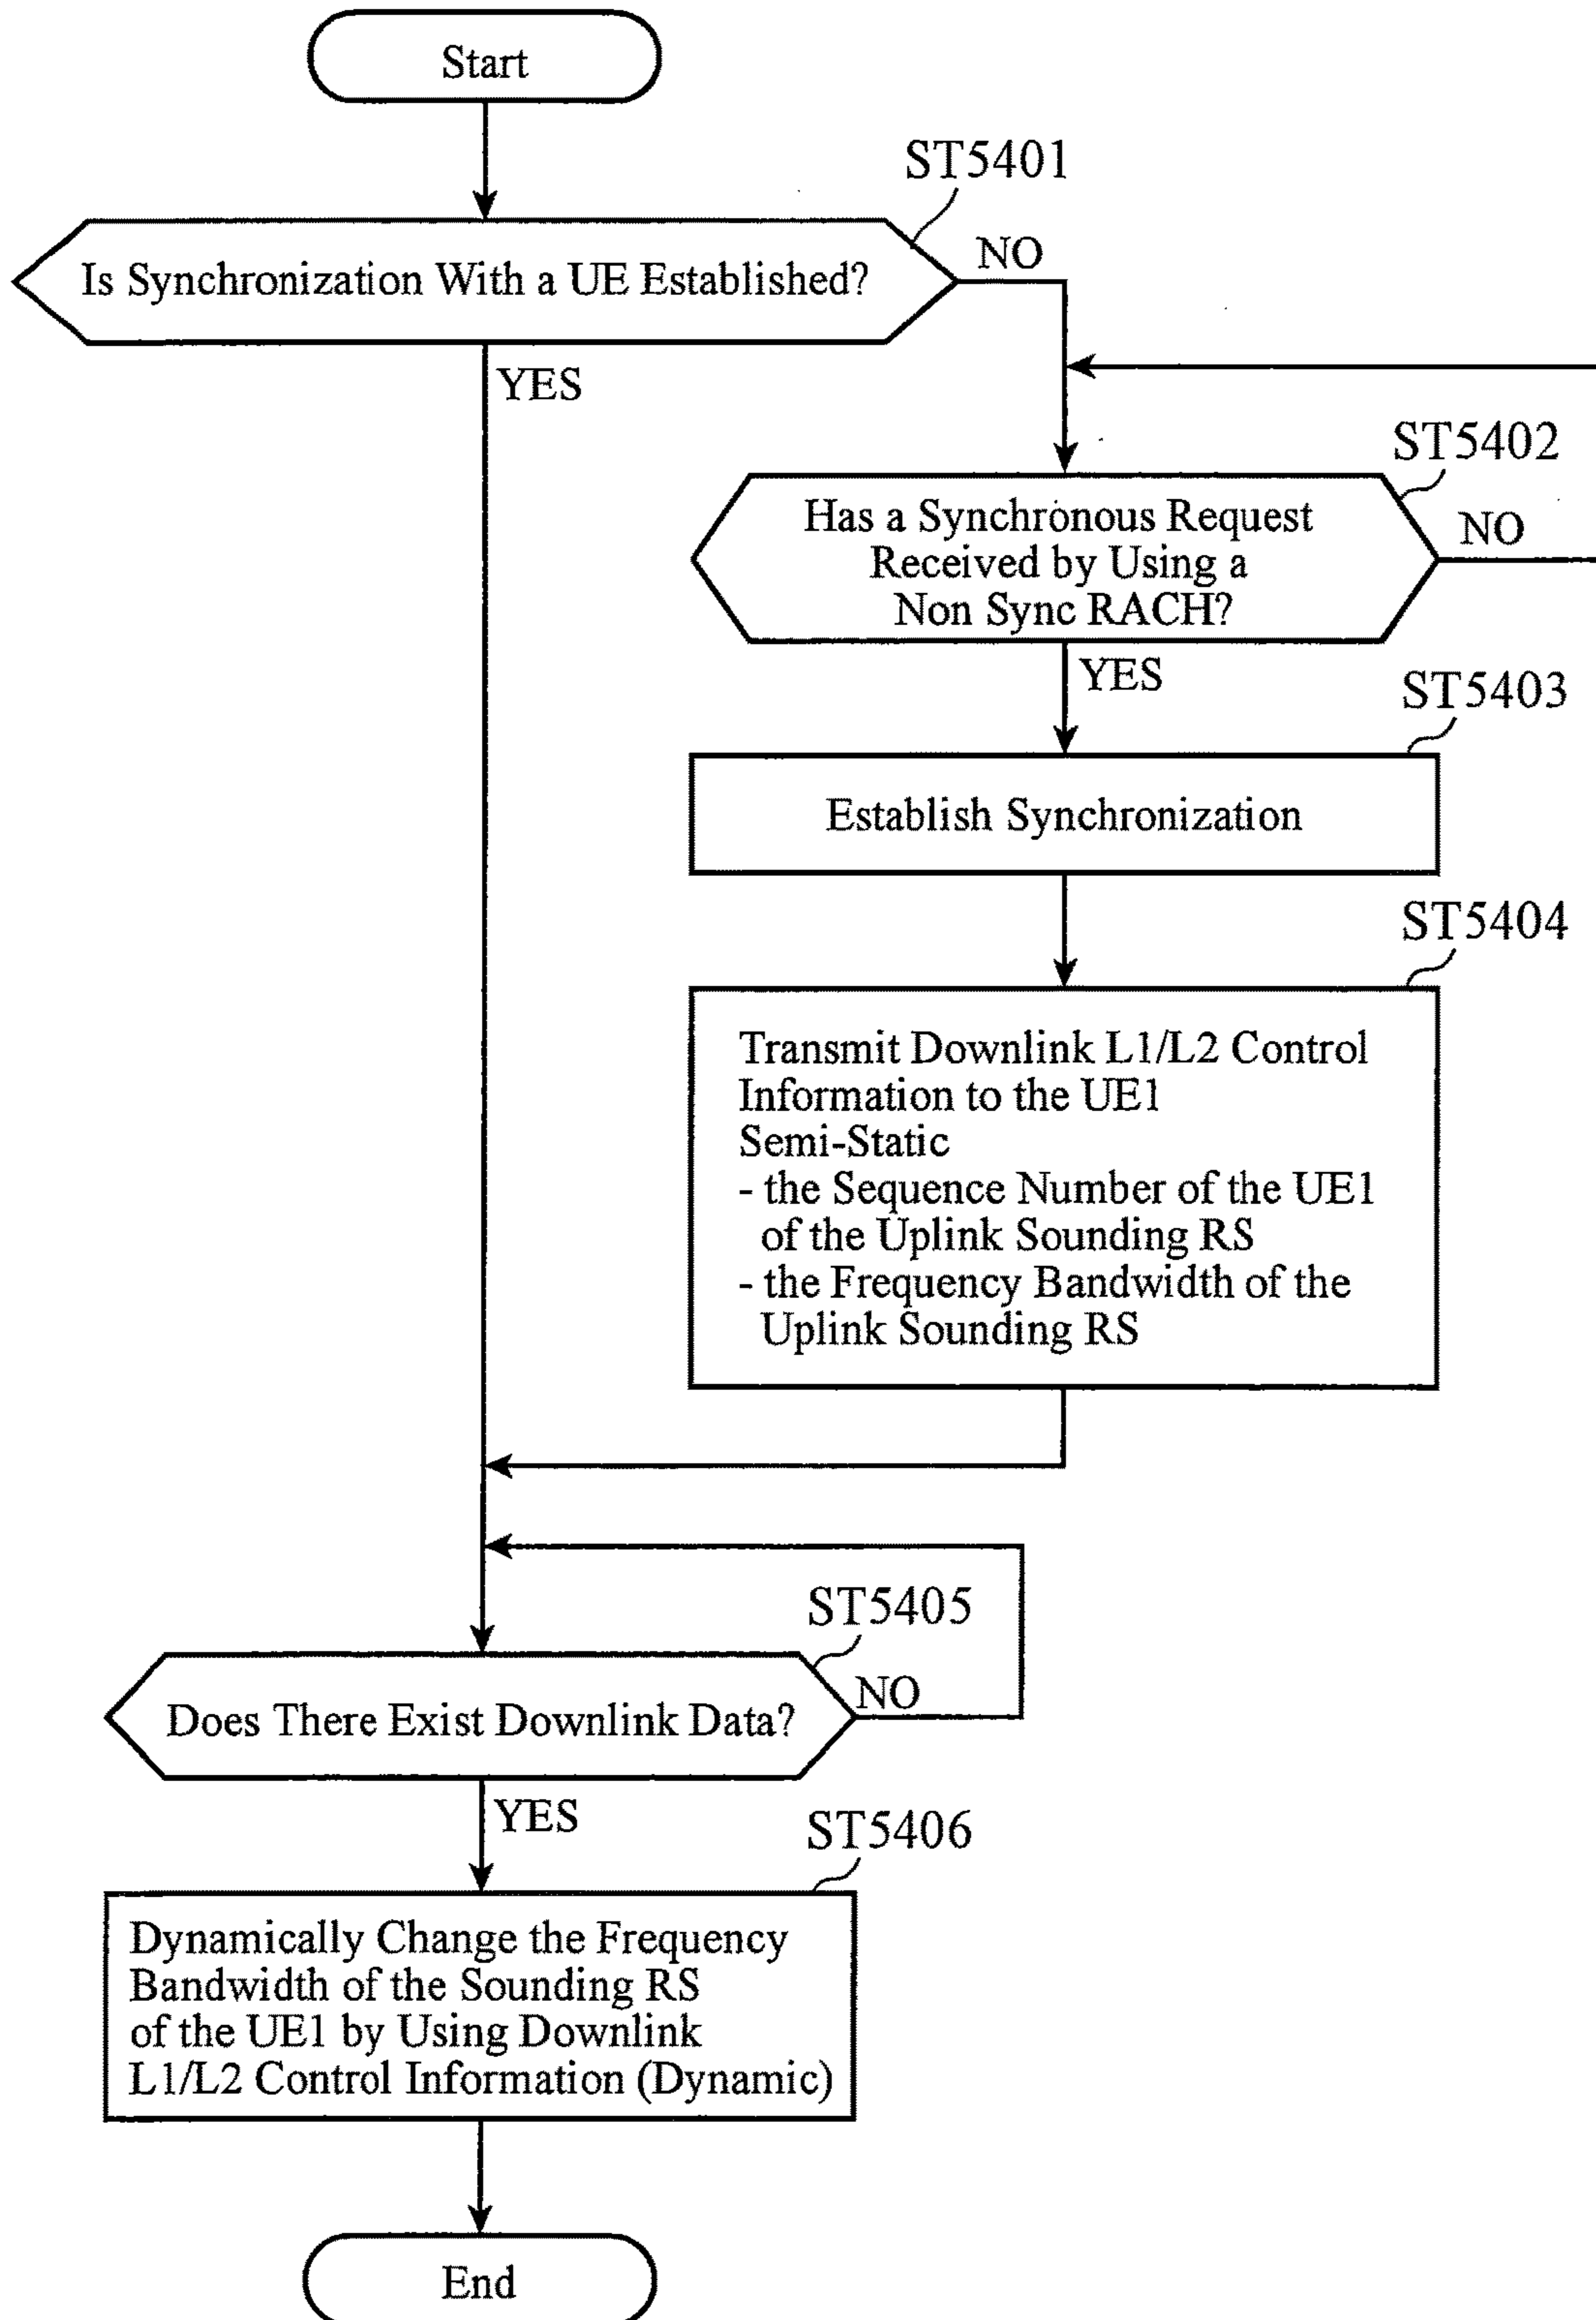 Start
ST5401
Is Synchronization With a UE Established?
NO
YES
ST5402
Has a Synchronous Request
Received by Using a
Non Sync RACH?
NO
YES
ST5403
Establish Synchronization
ST5404
Transmit Downlink L1/L2 Control
Information to the UE1
Semi-Static
- the Sequence Number of the UE1
of the Uplink Sounding RS
- the Frequency Bandwidth of the
Uplink Sounding RS
ST5405
Does There Exist Downlink Data?
NO
YES
ST5406
Dynamically Change the Frequency
Bandwidth of the Sounding RS
of the UE1 by Using Downlink
L1/L2 Control Information (Dynamic)
End